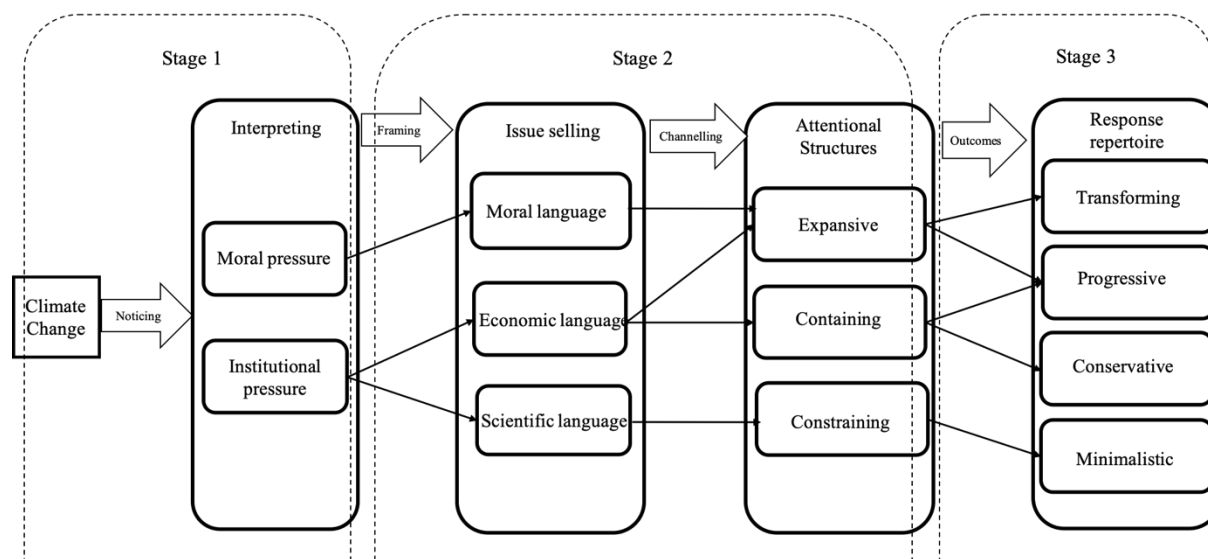 Stage 1
Stage 2
Stage 3
Interpreting
Framing
Issue selling
Channelling
Attentional
Structures
Outcomes
Response
repertoire
Moral language
Expansive
Transforming
Moral pressure
Climate
Change
Noticing
Economic language
Containing
Progressive
Institutional
pressure
Conservative
Scientific language
Constraining
Minimalistic